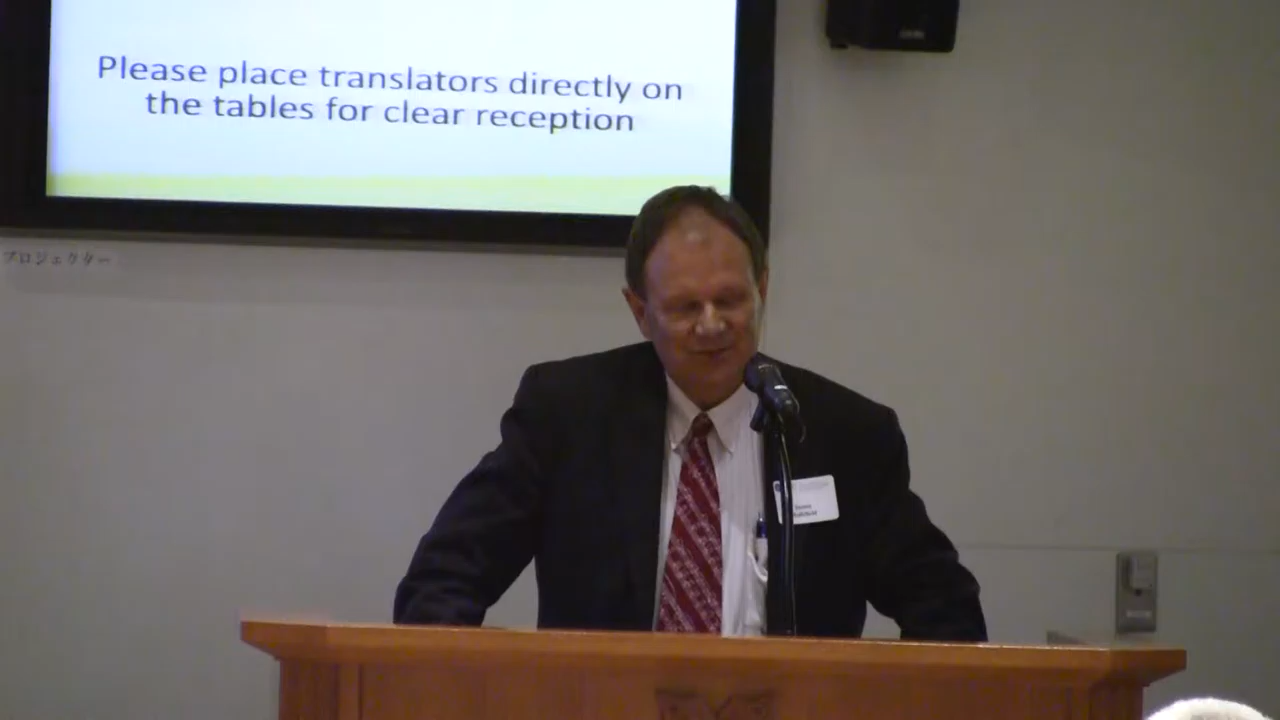 Please place translators directly on
the tables for clear reception
プロジェクター